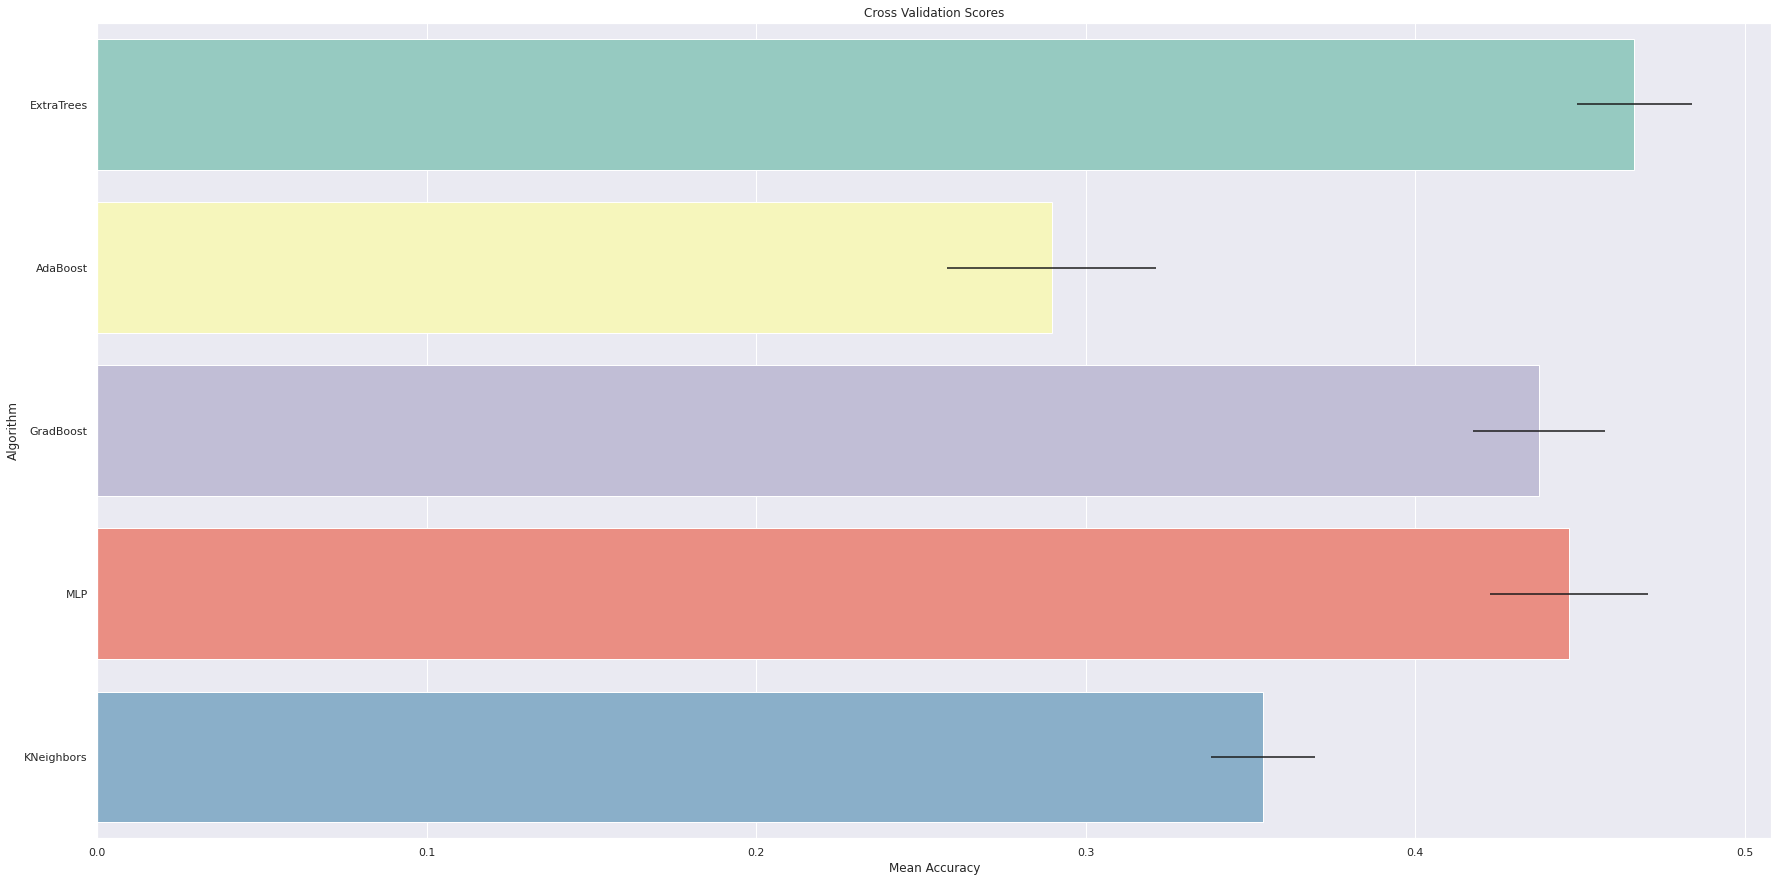 Cross Validation Scores
Algorithm
ExtraTrees
AdaBoost
GradBoost
MLP
KNeighbors
0.0 0.1 0.2 0.3 0.4 0.5
Mean Accuracy